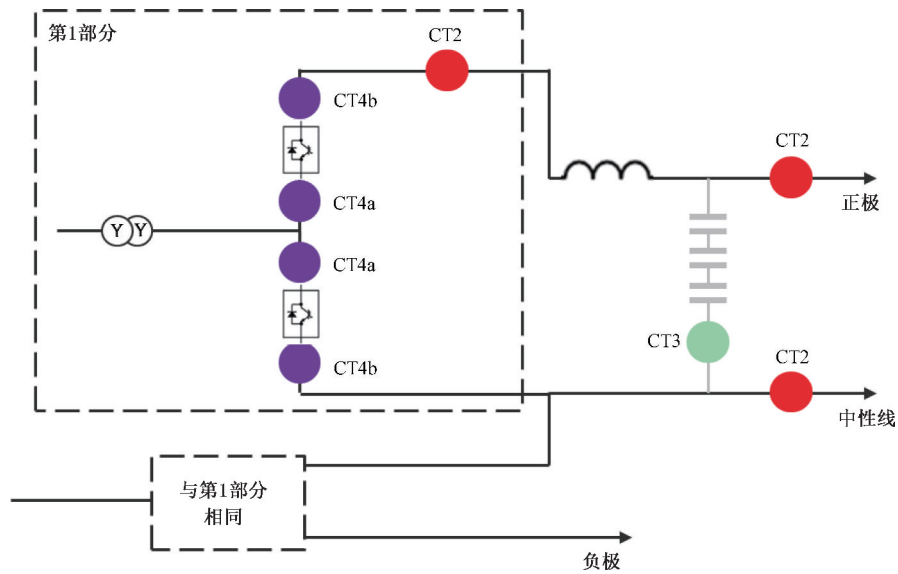 第1部分
CT2
CT4b
CT4a
Y Y
CT4a
CT4b
CT2
正极
CT3
CT2
中性线
与第1部分
相同
负极